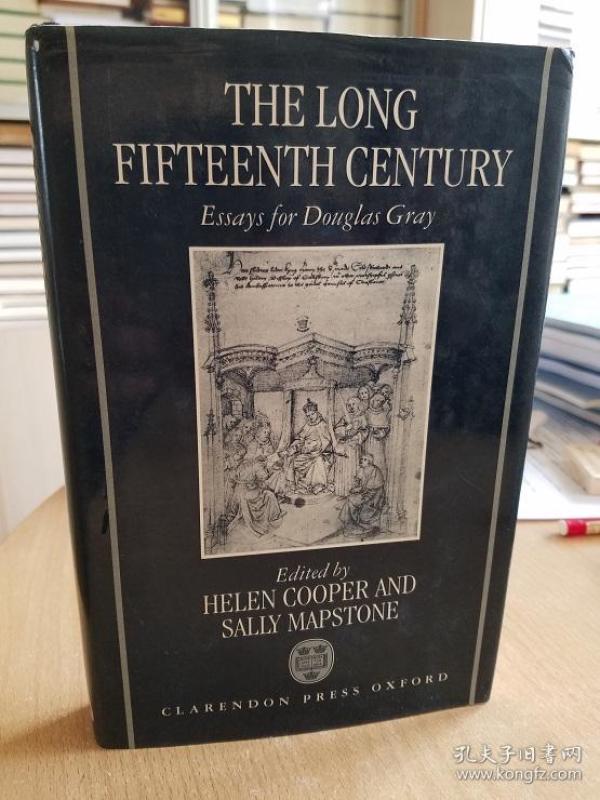 THE LONG
FIFTEENTH CENTURY
Essays for Douglas Gray
Edited by
HELEN COOPER AND
SALLY MAPSTONE
CLARENDON PRESS OXFORD
孔夫子旧书网
www.kongfz.com